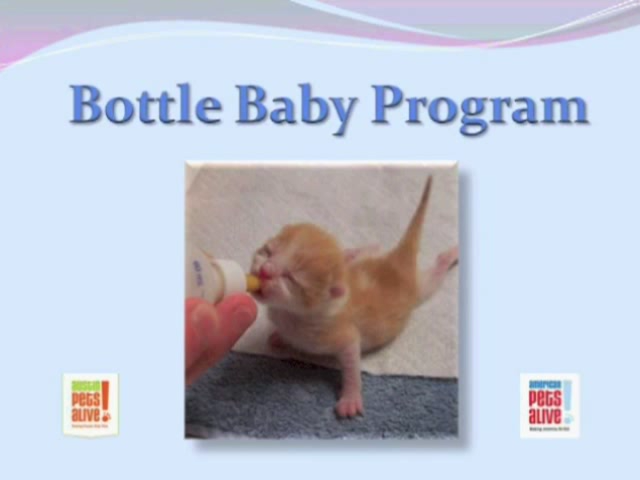 Bottle Baby Program
austin
PETS
ALIVE!
american
PETS
ALIVE!